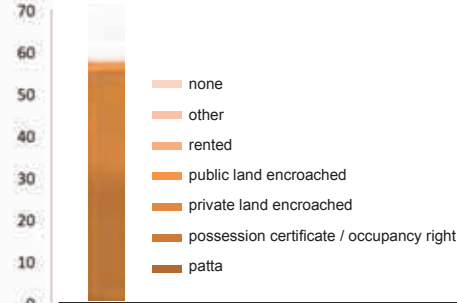 70
60
50
40
30
20
10
0
none
other
rented
public land encroached
private land encroached
possession certificate / occupancy right
patta